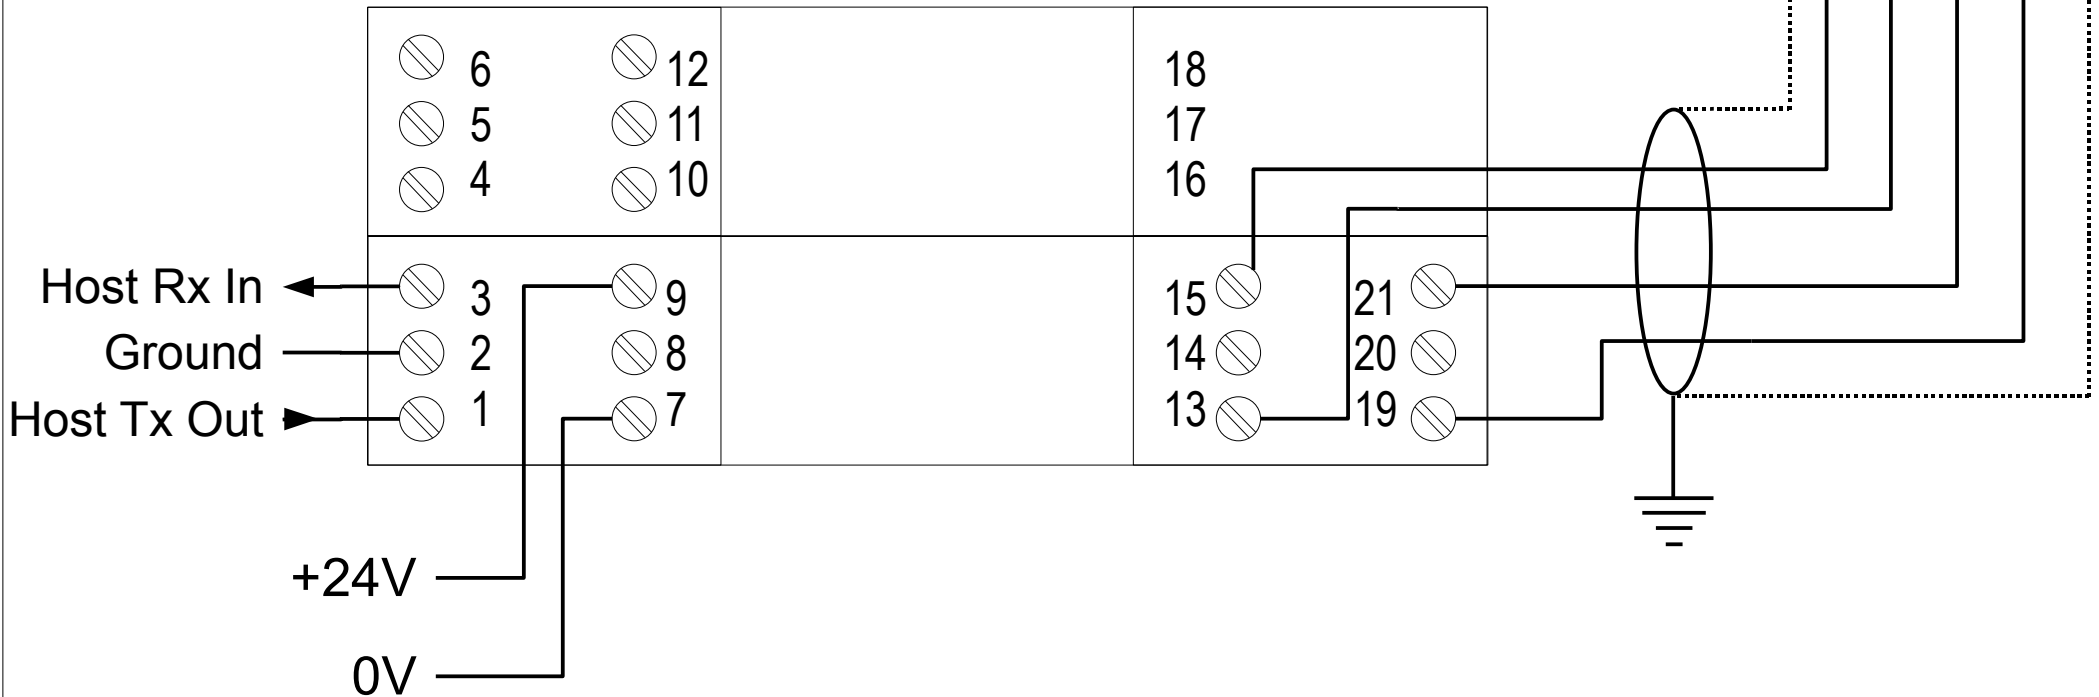 6 12 18
5 11 17
4 10 16
Host Rx In 3 9 15 21
Ground 2 8 14 20
Host Tx Out 1 7 13 19
+24V
0V